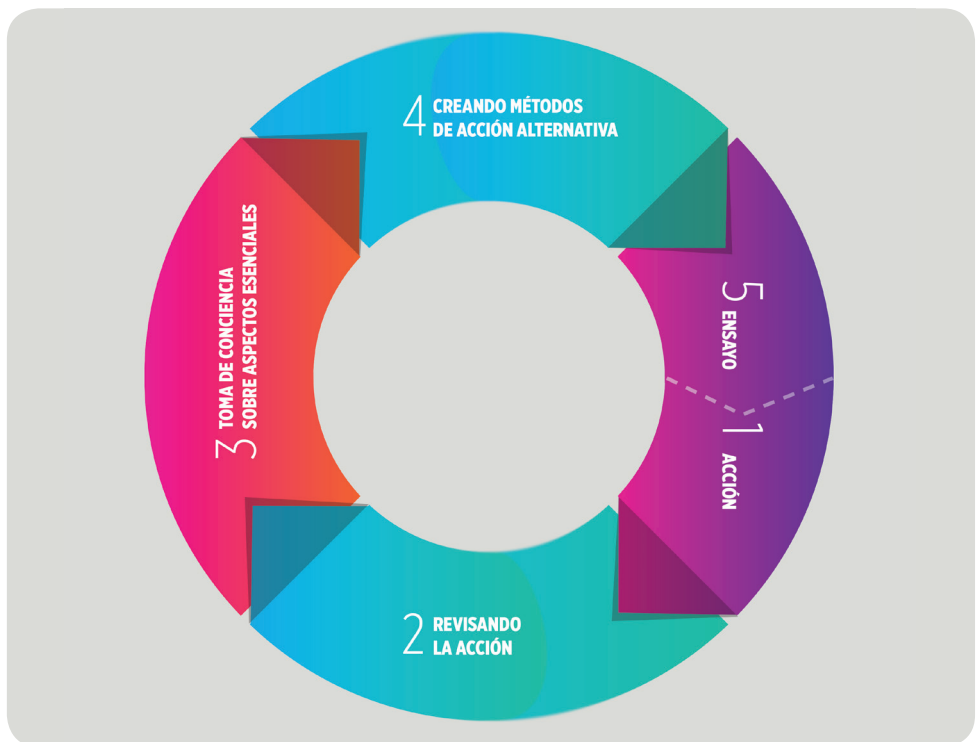 4 CREANDO MÉTODOS
DE ACCIÓN ALTERNATIVA
5 ENSAYO
1 ACCIÓN
2 REVISANDO
LA ACCIÓN
3 TOMA DE CONCIENCIA
SOBRE ASPECTOS ESENCIALES